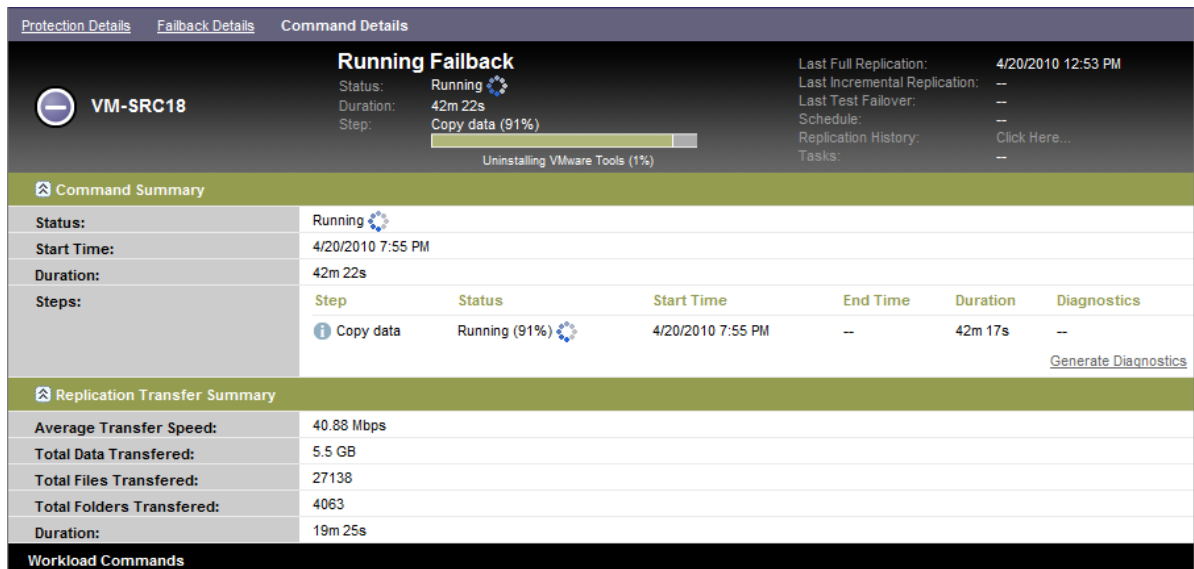 Protection Details Failback Details Command Details
Running Failback
VM-SRC18
Status: Running
Duration: 42m 22s
Step: Copy data (91%)
Uninstalling VMware Tools (1%)
Last Full Replication: 4/20/2010 12:53 PM
Last Incremental Replication: --
Last Test Failover: --
Schedule: --
Replication History: Click Here...
Tasks: --
Command Summary
Status: Running
Start Time: 4/20/2010 7:55 PM
Duration: 42m 22s
Steps: Step Status Start Time End Time Duration Diagnostics
Copy data Running (91%) 4/20/2010 7:55 PM -- 42m 17s --
Generate Diagnostics
Replication Transfer Summary
Average Transfer Speed: 40.88 Mbps
Total Data Transfered: 5.5 GB
Total Files Transfered: 27138
Total Folders Transfered: 4063
Duration: 19m 25s
Workload Commands